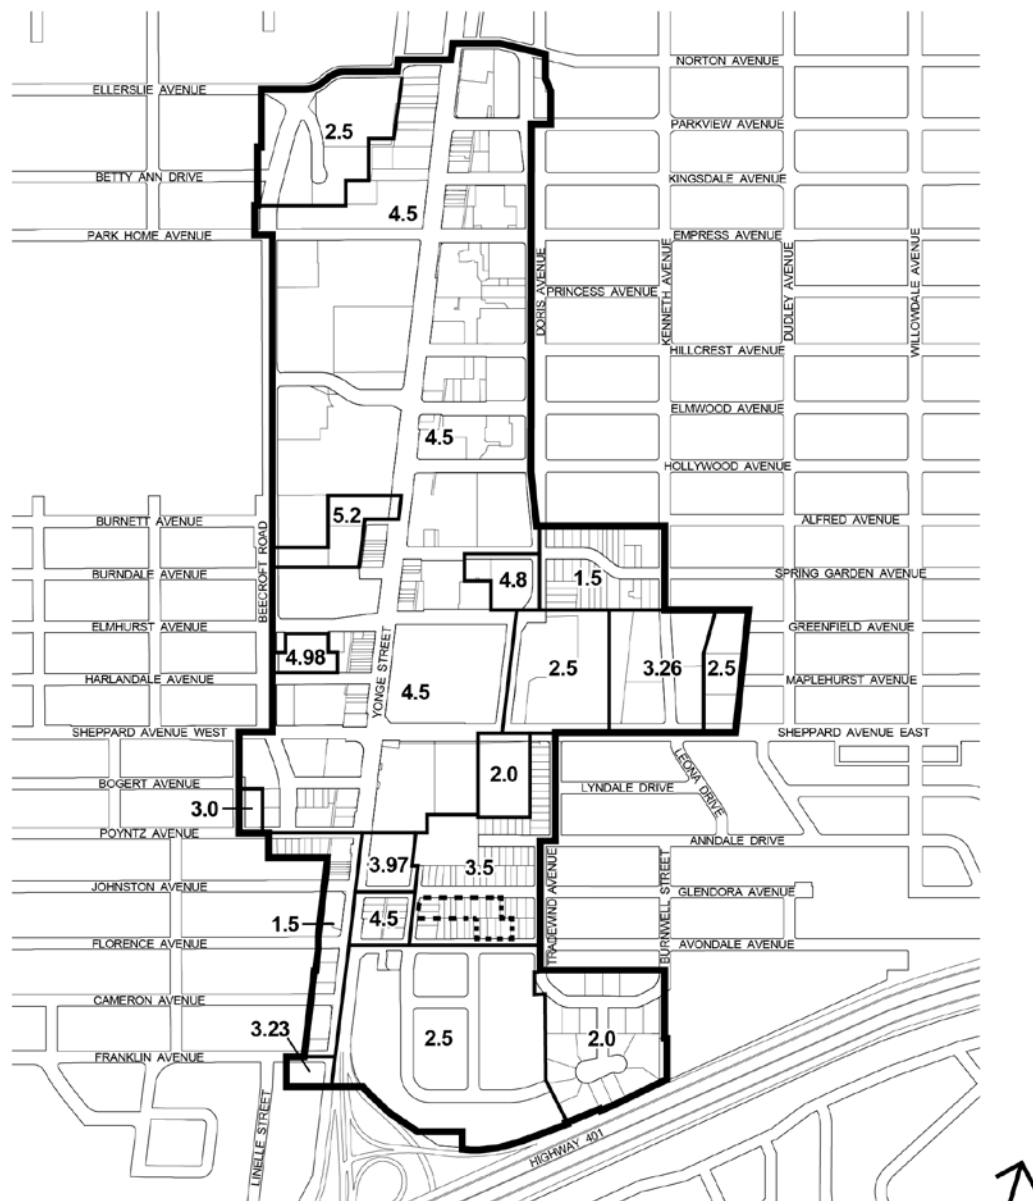 NORTON AVENUE
ELLERSLIE AVENUE
PARKVIEW AVENUE
2.5
BETTY ANN DRIVE
KINGSDALE AVENUE
4.5
PARK HOME AVENUE
EMPRESS AVENUE
DORIS AVENUE
KENNETH AVENUE
DUDLEY AVENUE
WILLOWDALE AVENUE
PRINCESS AVENUE
HILLCREST AVENUE
ELMWOOD AVENUE
4.5
HOLLYWOOD AVENUE
5.2
BURNETT AVENUE
ALFRED AVENUE
BEECROFT ROAD
BURNDALE AVENUE
4.8
1.5
SPRING GARDEN AVENUE
ELMHURST AVENUE
GREENFIELD AVENUE
YONGE STREET
4.98
2.5
3.26
2.5
HARLANDALE AVENUE
4.5
MAPLEHURST AVENUE
SHEPPARD AVENUE WEST
SHEPPARD AVENUE EAST
LEONA DRIVE
2.0
BOGERT AVENUE
LYNDALE DRIVE
3.0
POYNTZ AVENUE
ANNDALE DRIVE
3.97
3.5
JOHNSTON AVENUE
TRADEWIND AVENUE
BURNWELL STREET
GLENDORA AVENUE
4.5
1.5
FLORENCE AVENUE
AVONDALE AVENUE
CAMERON AVENUE
3.23
2.5
2.0
FRANKLIN AVENUE
LINELLE STREET
HIGHWAY 401